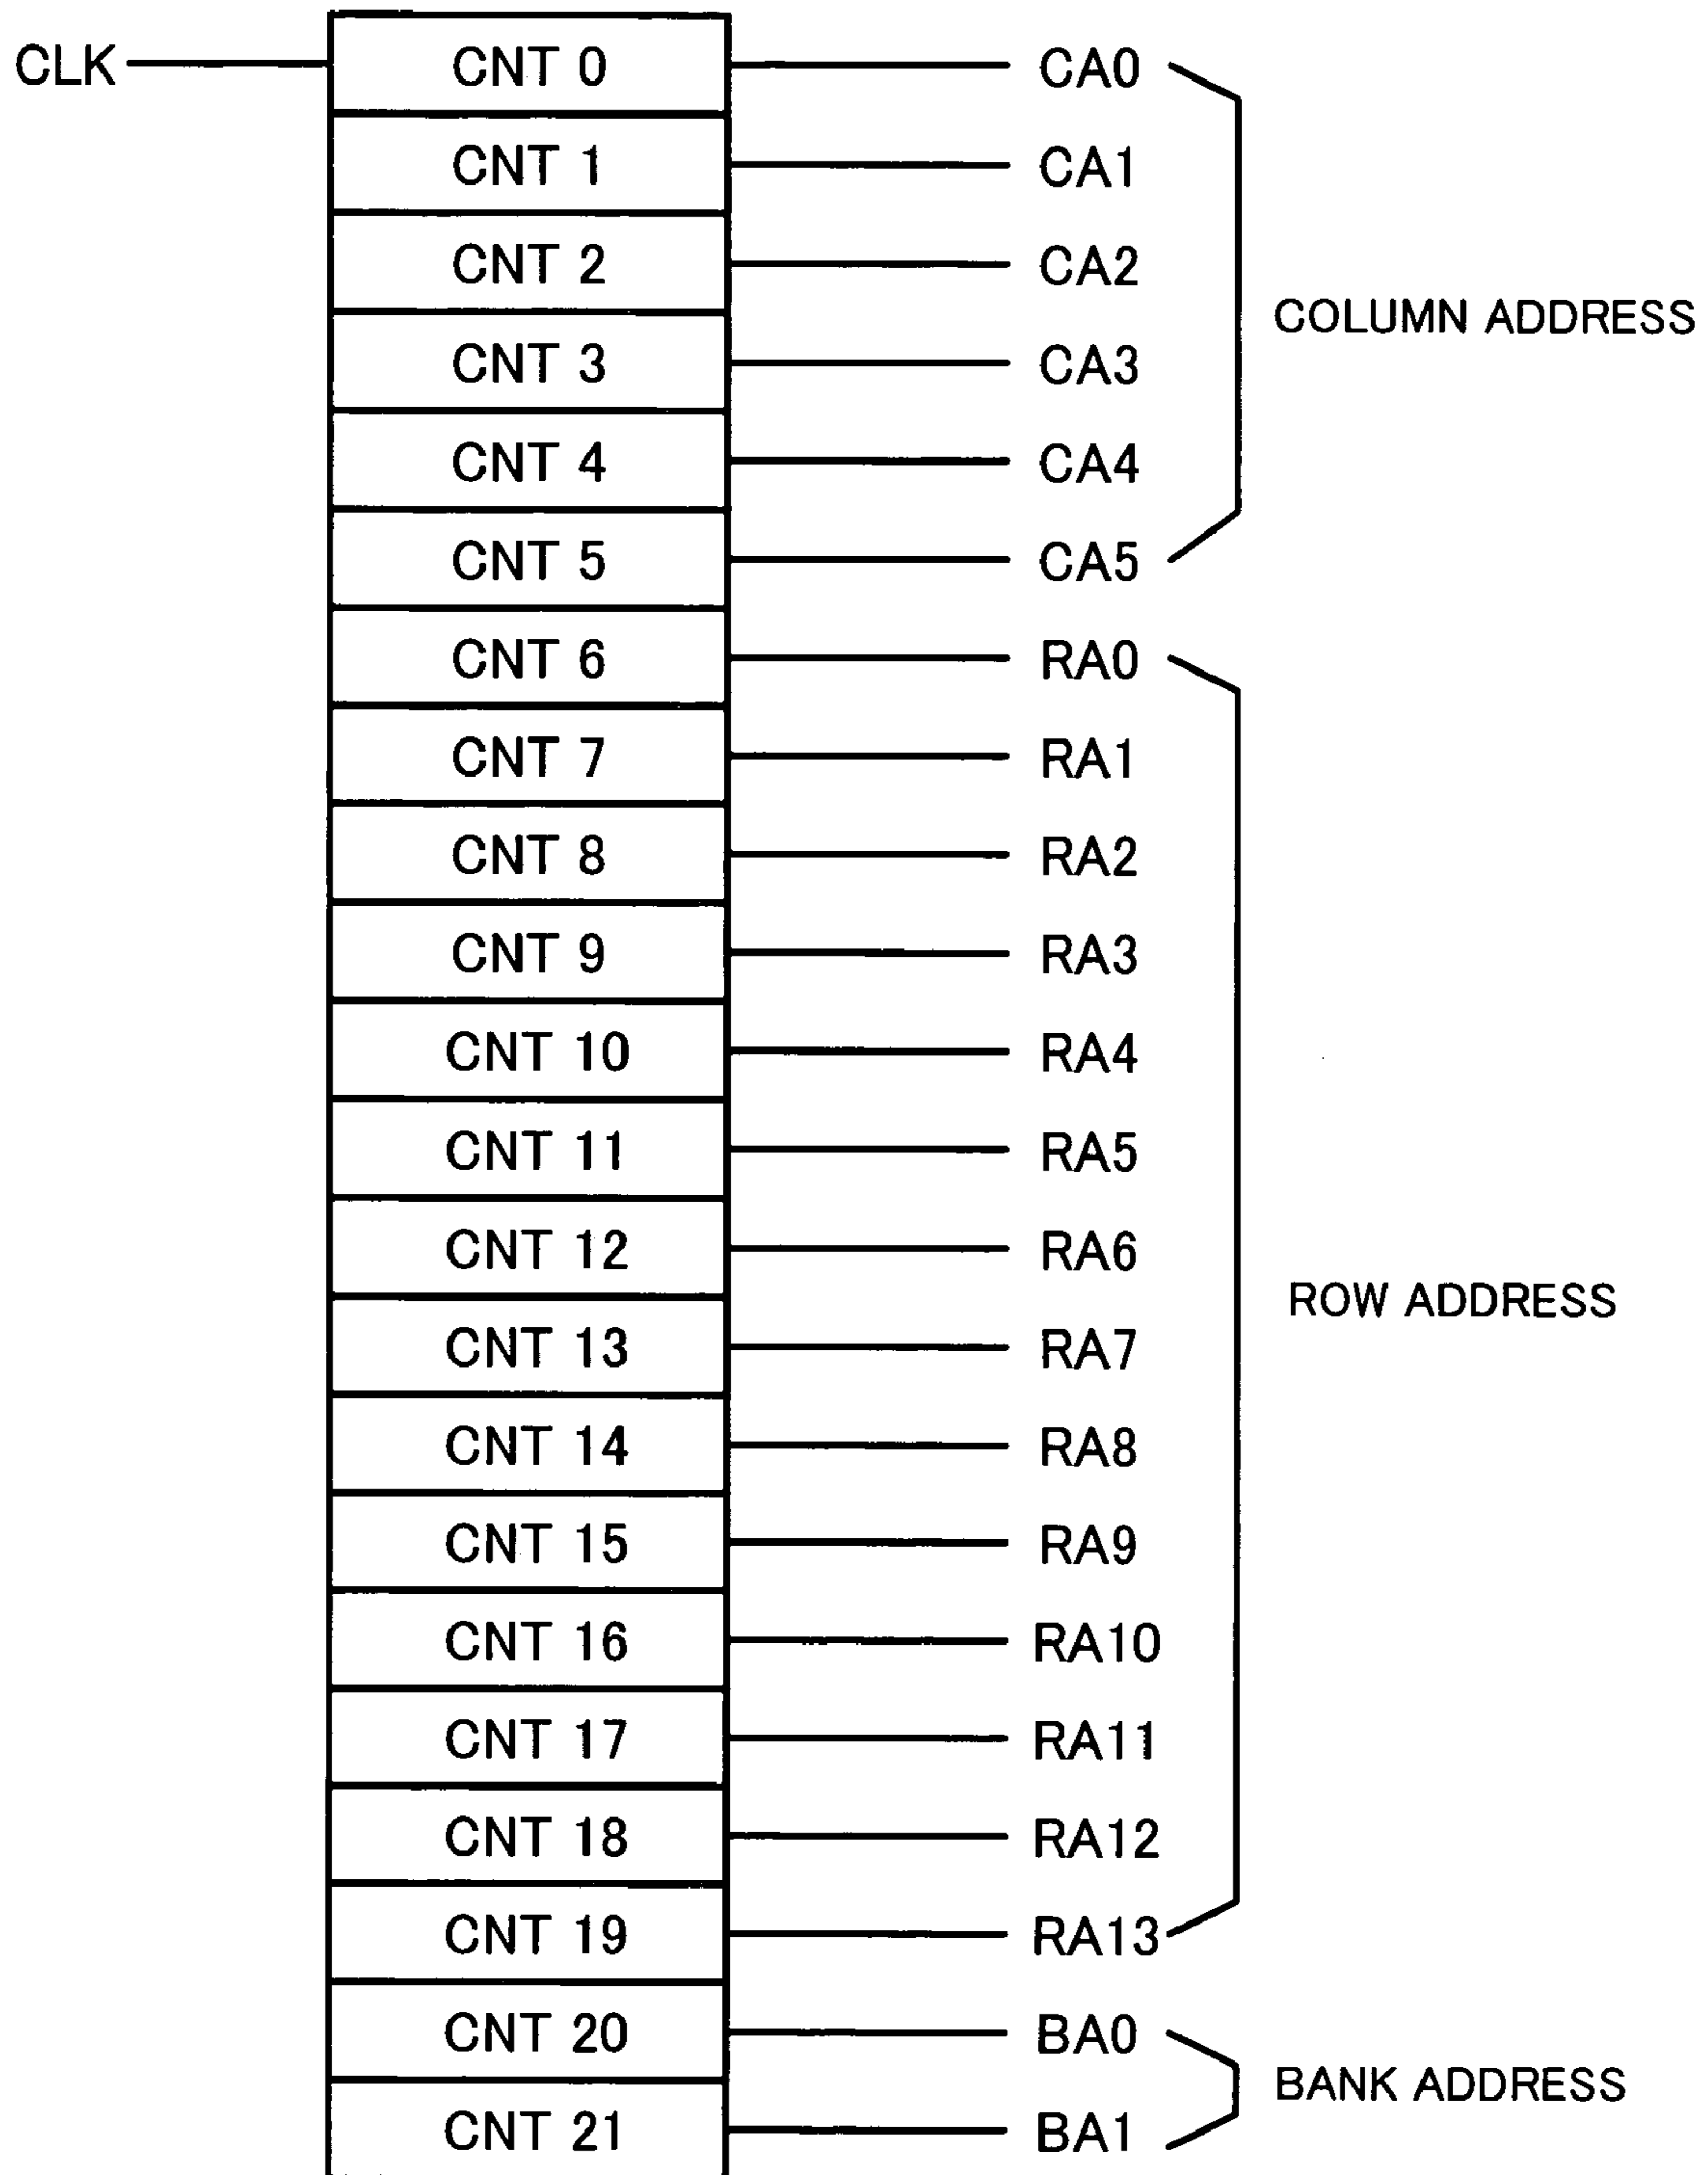 CLK CNT 0 CA0
CNT 1 CA1
CNT 2 CA2
COLUMN ADDRESS
CNT 3 CA3
CNT 4 CA4
CNT 5 CA5
CNT 6 RA0
CNT 7 RA1
CNT 8 RA2
CNT 9 RA3
CNT 10 RA4
CNT 11 RA5
CNT 12 RA6
ROW ADDRESS
CNT 13 RA7
CNT 14 RA8
CNT 15 RA9
CNT 16 RA10
CNT 17 RA11
CNT 18 RA12
CNT 19 RA13
CNT 20 BA0
BANK ADDRESS
CNT 21 BA1